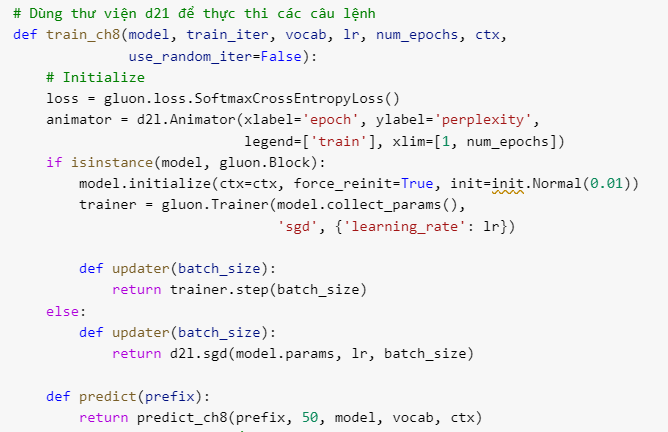 # Dùng thư viện d21 để thực thi các câu lệnh
def train_ch8(model, train_iter, vocab, lr, num_epochs, ctx,
              use_random_iter=False):
    # Initialize
    loss = gluon.loss.SoftmaxCrossEntropyLoss()
    animator = d2l.Animator(xlabel='epoch', ylabel='perplexity',
                            legend=['train'], xlim=[1, num_epochs])
    if isinstance(model, gluon.Block):
        model.initialize(ctx=ctx, force_reinit=True, init=init.Normal(0.01))
        trainer = gluon.Trainer(model.collect_params(),
                                'sgd', {'learning_rate': lr})
        def updater(batch_size):
            return trainer.step(batch_size)
    else:
        def updater(batch_size):
            return d2l.sgd(model.params, lr, batch_size)
    def predict(prefix):
        return predict_ch8(prefix, 50, model, vocab, ctx)